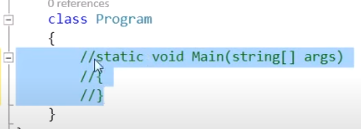 0 references
class Program
{
//static void Main(string[] args)
//{
//}
}